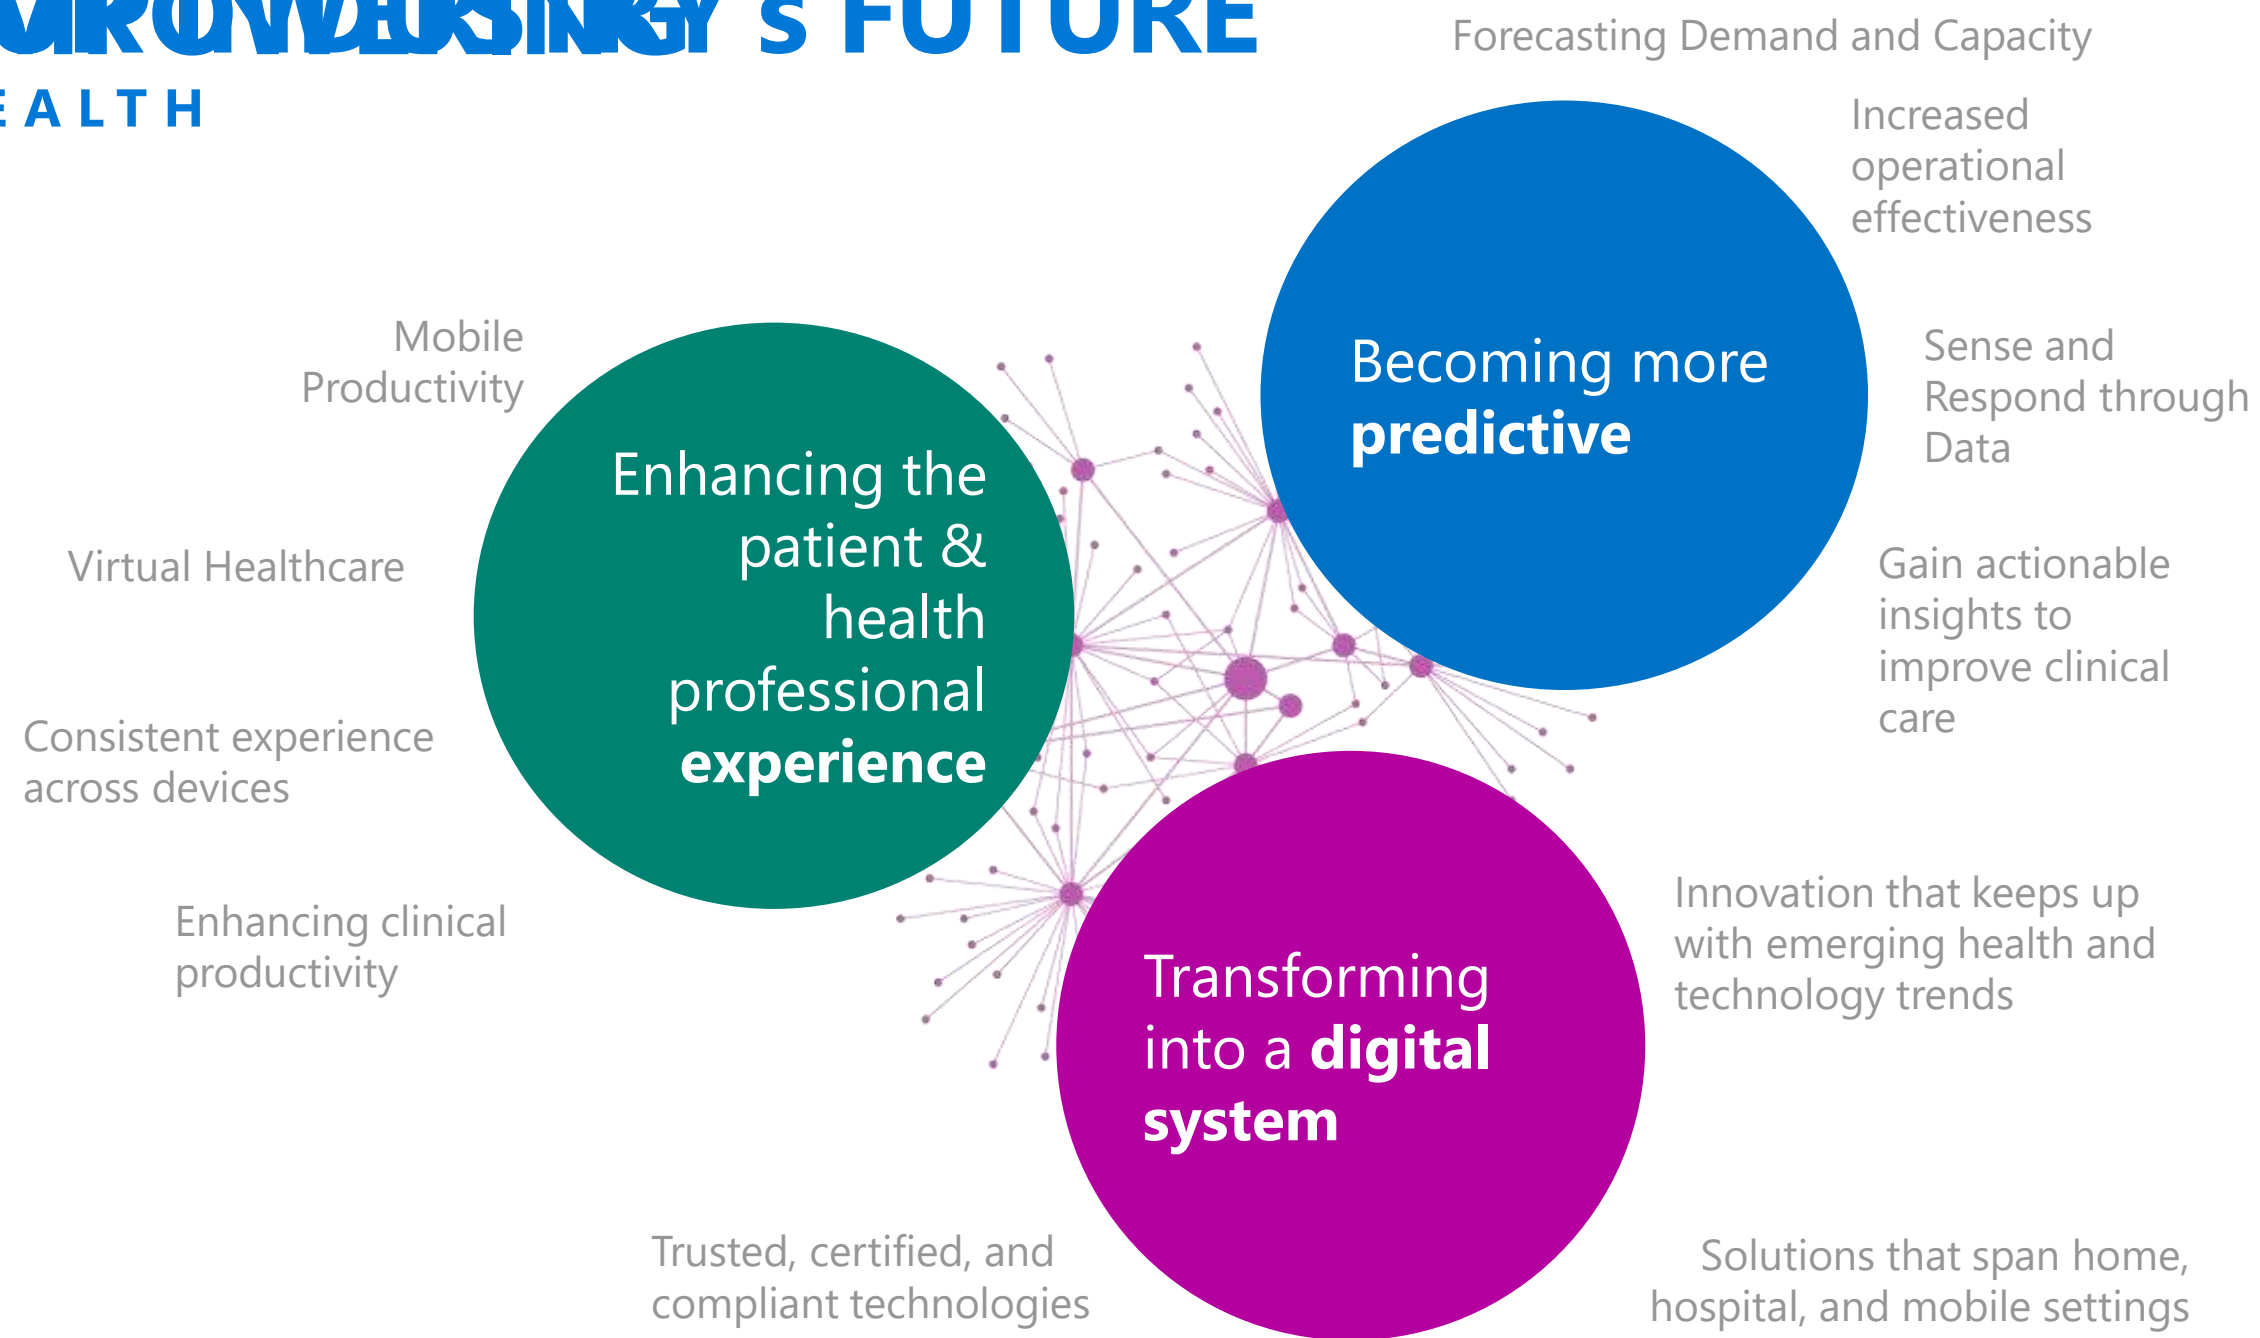 s FUTURE
Forecasting Demand and Capacity
Increased
operational
effectiveness
Becoming more
predictive
Sense and
Respond through
Data
Gain actionable
insights to
improve clinical
care
Mobile
Productivity
Virtual Healthcare
Consistent experience
across devices
Enhancing clinical
productivity
Enhancing the
patient &
health
professional
experience
Transforming
into a digital
system
Innovation that keeps up
with emerging health and
technology trends
Trusted, certified, and
compliant technologies
Solutions that span home,
hospital, and mobile settings